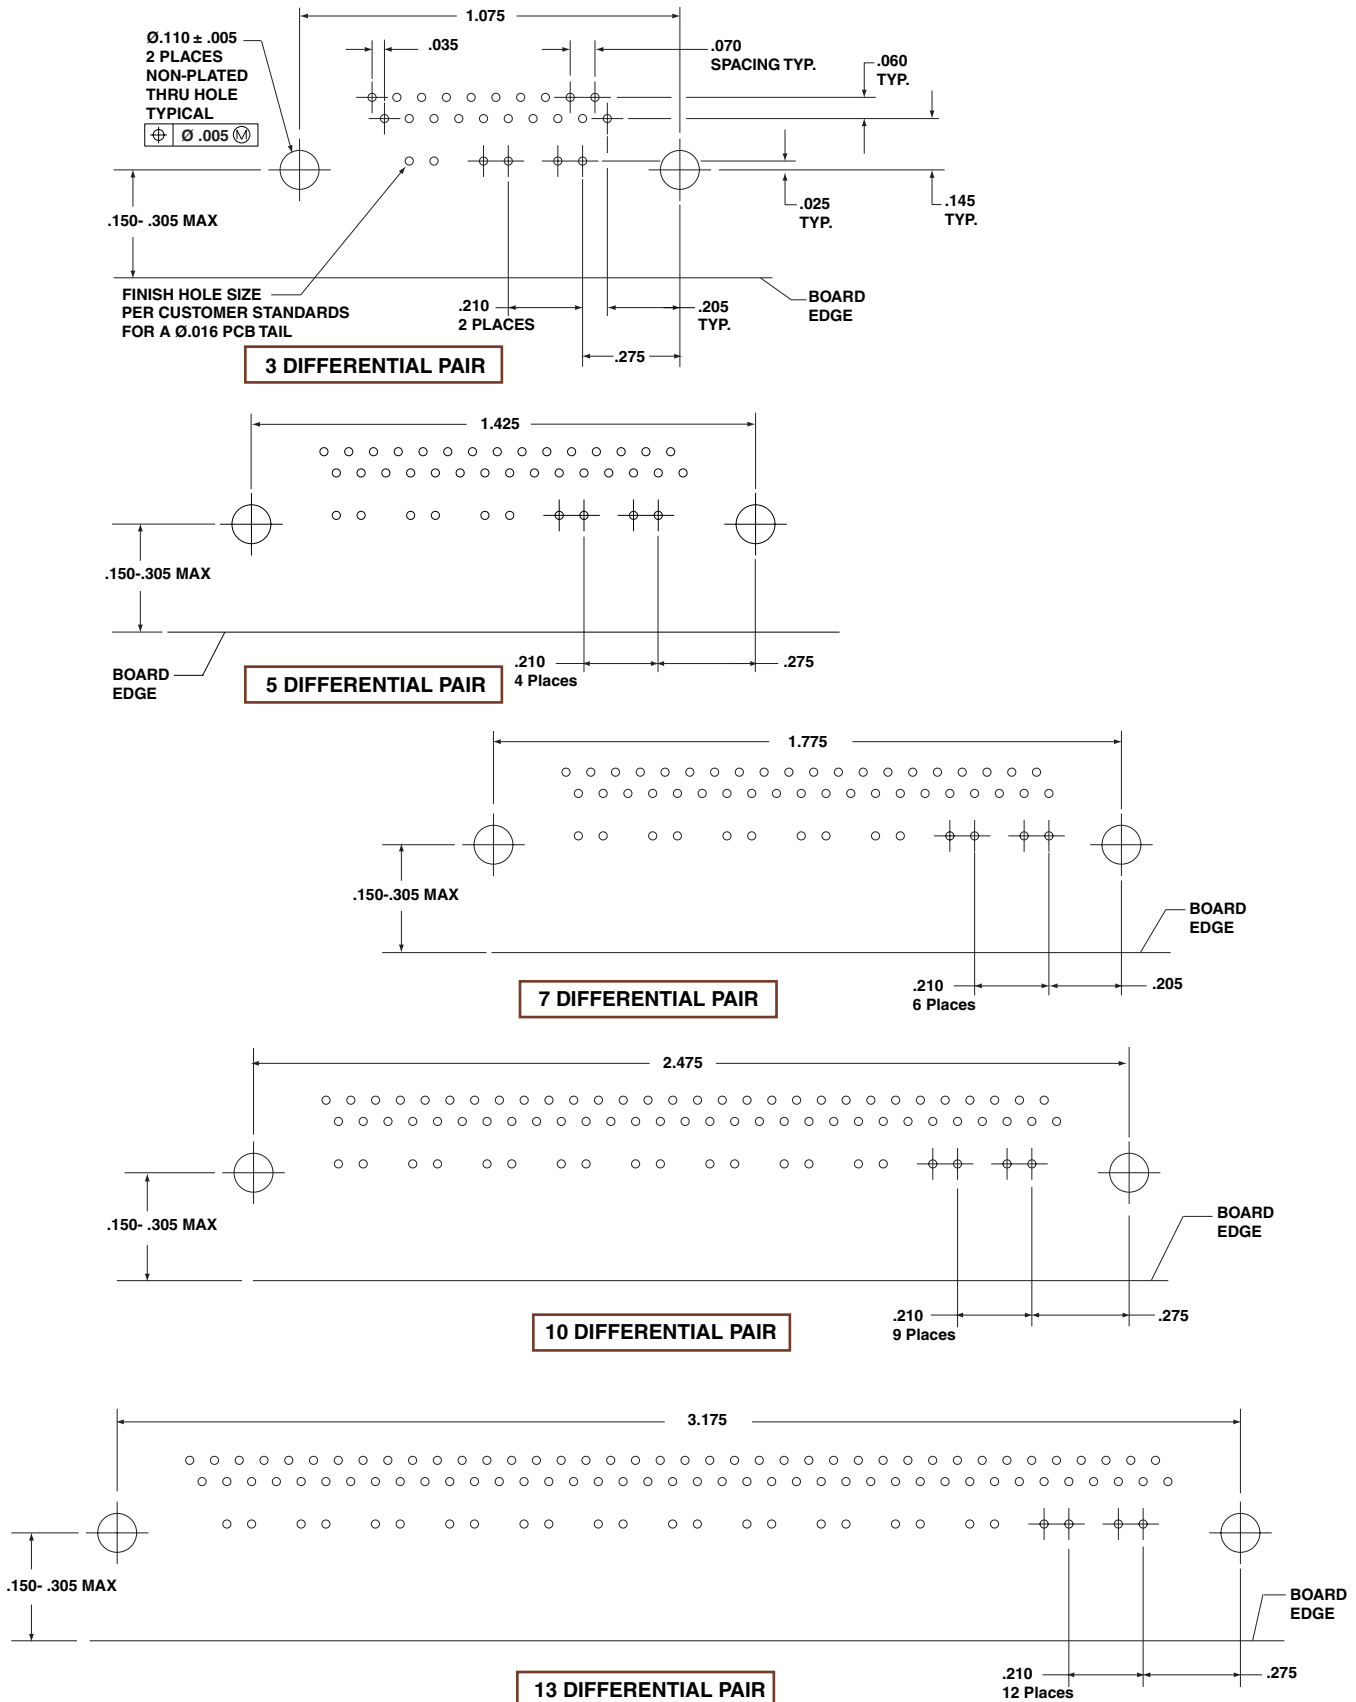 1.075
Ø.110 ± .005
2 PLACES
NON-PLATED
THRU HOLE
TYPICAL
⌖ Ø .005 Ⓜ
.035
.070
SPACING TYP.
.060
TYP.
.025
TYP.
.145
TYP.
.150- .305 MAX
FINISH HOLE SIZE
PER CUSTOMER STANDARDS
FOR A Ø.016 PCB TAIL
.210
2 PLACES
.205
TYP.
BOARD
EDGE
.275
3 DIFFERENTIAL PAIR
1.425
.150-.305 MAX
BOARD
EDGE
.210
4 Places
.275
5 DIFFERENTIAL PAIR
1.775
.150-.305 MAX
BOARD
EDGE
.210
6 Places
.205
7 DIFFERENTIAL PAIR
2.475
.150- .305 MAX
BOARD
EDGE
.210
9 Places
.275
10 DIFFERENTIAL PAIR
3.175
.150- .305 MAX
BOARD
EDGE
.210
12 Places
.275
13 DIFFERENTIAL PAIR